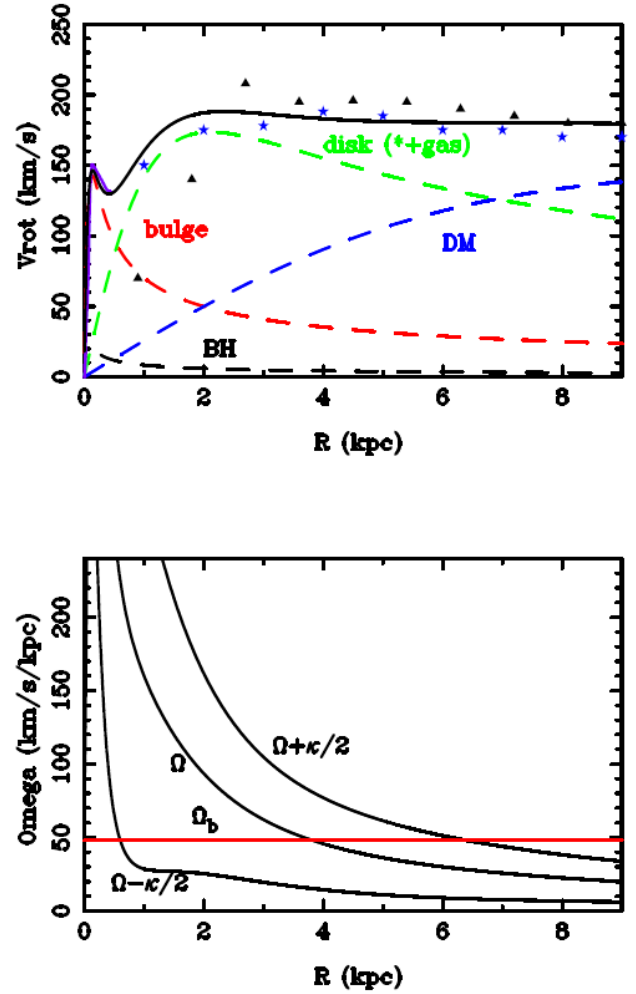 250
200
150
100
50
0
Vrot (km/s)
disk (*+gas)
bulge
DM
BH
0 2 4 6 8
R (kpc)
200
150
100
50
0
Omega (km/s/kpc)
Ω+κ/2
Ω
Ω_b
Ω−κ/2
0 2 4 6 8
R (kpc)